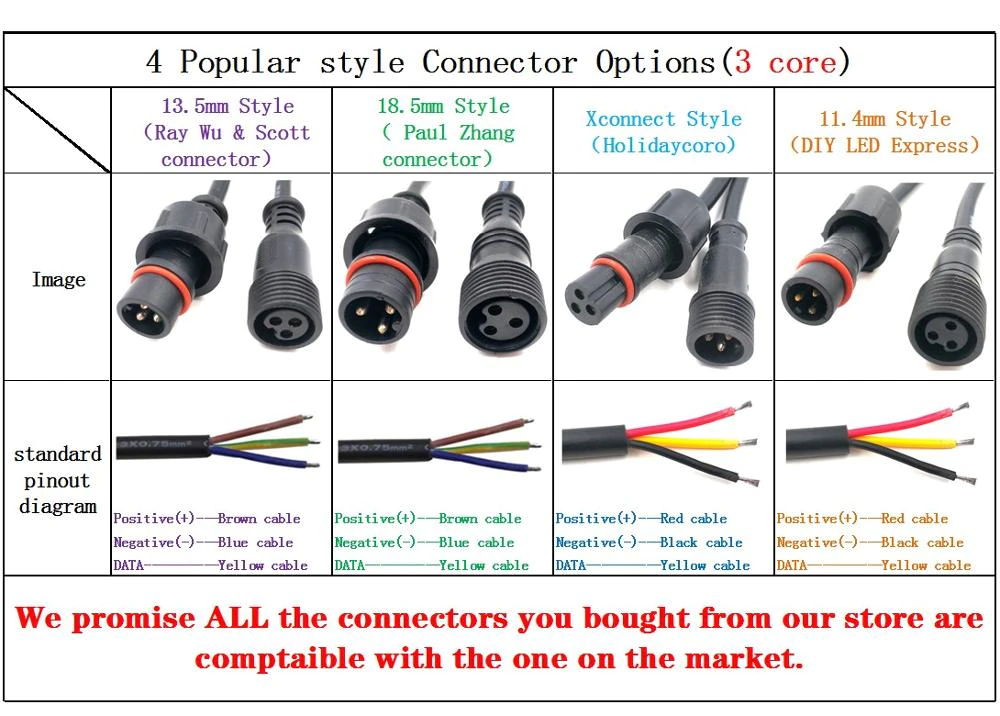 4 Popular style Connector Options(3 core)
13.5mm Style
(Ray Wu & Scott
connector)
18.5mm Style
( Paul Zhang
connector)
Xconnect Style
(Holidaycoro)
11.4mm Style
(DIY LED Express)
Image
standard
pinout
diagram
3X0.75mm²
Positive(+)——Brown cable
Negative(-)——Blue cable
DATA————Yellow cable
3X0.75mm²
Positive(+)——Brown cable
Negative(-)——Blue cable
DATA————Yellow cable
Positive(+)——Red cable
Negative(-)——Black cable
DATA————Yellow cable
Positive(+)——Red cable
Negative(-)——Black cable
DATA————Yellow cable
We promise ALL the connectors you bought from our store are
comptaible with the one on the market.